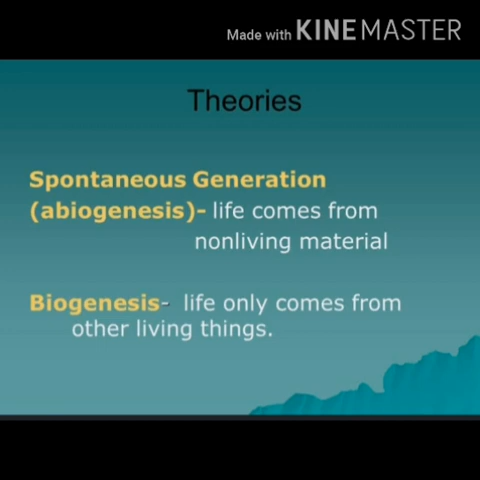 Made with KINEMASTER
Theories
Spontaneous Generation
(abiogenesis)- life comes from
nonliving material
Biogenesis- life only comes from
other living things.